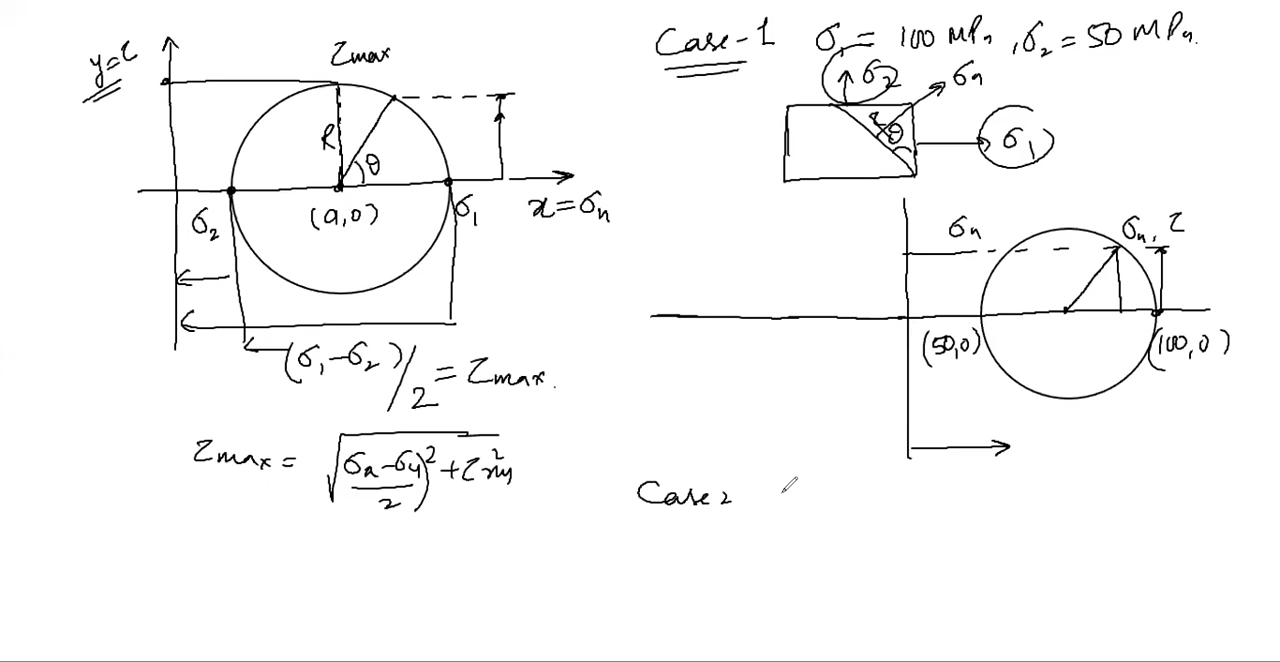 y=τ
τmax
R
θ
(a,0)
σ₂
σ₁
x=σn
(σ₁-σ₂)/2 = τmax.
τmax = √((σx-σy)/2)²+τxy²
Case-1 σ₁= 100 MPa, σ₂=50 MPa.
σ₂
σn
τ
θ
σ₁
σn
σn, τ
(50,0)
(100,0)
Case 2